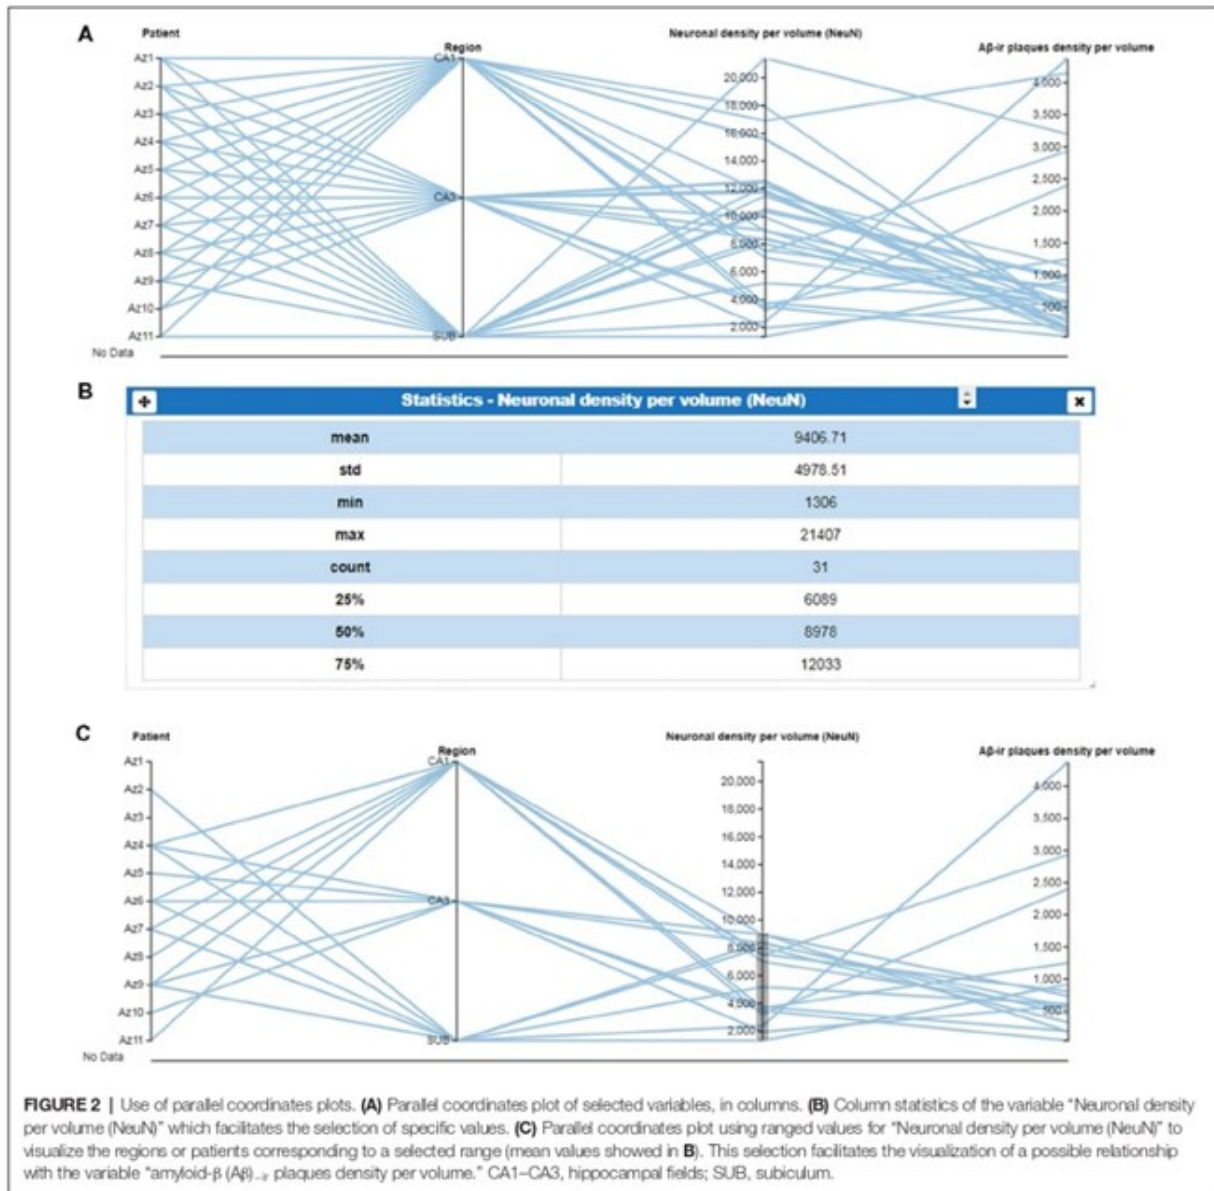 A
Patient
Region
Neuronal density per volume (NeuN)
Aβ-ir plaques density per volume
Az1
Az2
Az3
Az4
Az5
Az6
Az7
Az8
Az9
Az10
Az11
No Data
CA1
CA3
SUB
20,000
18,000
16,000
14,000
12,000
10,000
8,000
6,000
4,000
2,000
4,000
3,500
3,000
2,500
2,000
1,500
1,000
500
B
Statistics - Neuronal density per volume (NeuN)
mean 9406.71
std 4978.51
min 1306
max 21407
count 31
25% 6089
50% 8978
75% 12033
C
Patient
Region
Neuronal density per volume (NeuN)
Aβ-ir plaques density per volume
Az1
Az2
Az3
Az4
Az5
Az6
Az7
Az8
Az9
Az10
Az11
No Data
CA1
CA3
SUB
20,000
18,000
16,000
14,000
12,000
10,000
8,000
6,000
4,000
2,000
4,000
3,500
3,000
2,500
2,000
1,500
1,000
500
FIGURE 2 | Use of parallel coordinates plots. (A) Parallel coordinates plot of selected variables, in columns. (B) Column statistics of the variable "Neuronal density
per volume (NeuN)" which facilitates the selection of specific values. (C) Parallel coordinates plot using ranged values for "Neuronal density per volume (NeuN)" to
visualize the regions or patients corresponding to a selected range (mean values showed in B). This selection facilitates the visualization of a possible relationship
with the variable "amyloid-β (Aβ)-ir plaques density per volume." CA1–CA3, hippocampal fields; SUB, subiculum.